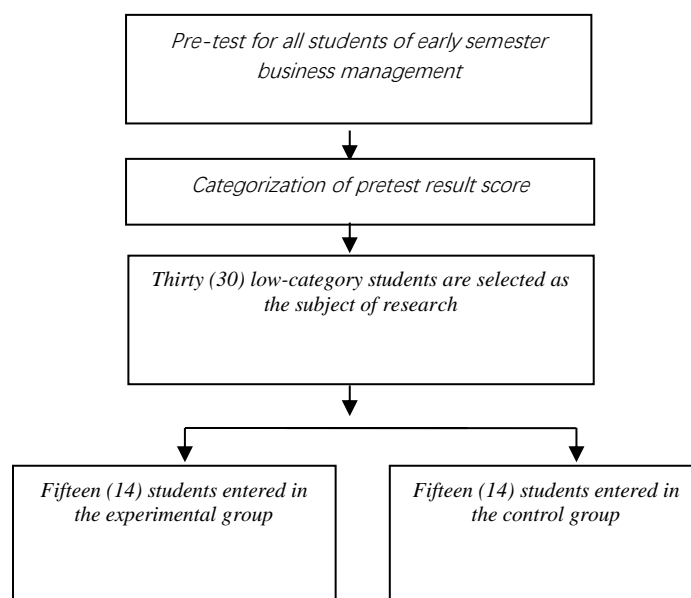 Pre-test for all students of early semester
business management
Categorization of pretest result score
Thirty (30) low-category students are selected as
the subject of research
Fifteen (14) students entered in
the experimental group
Fifteen (14) students entered in
the control group